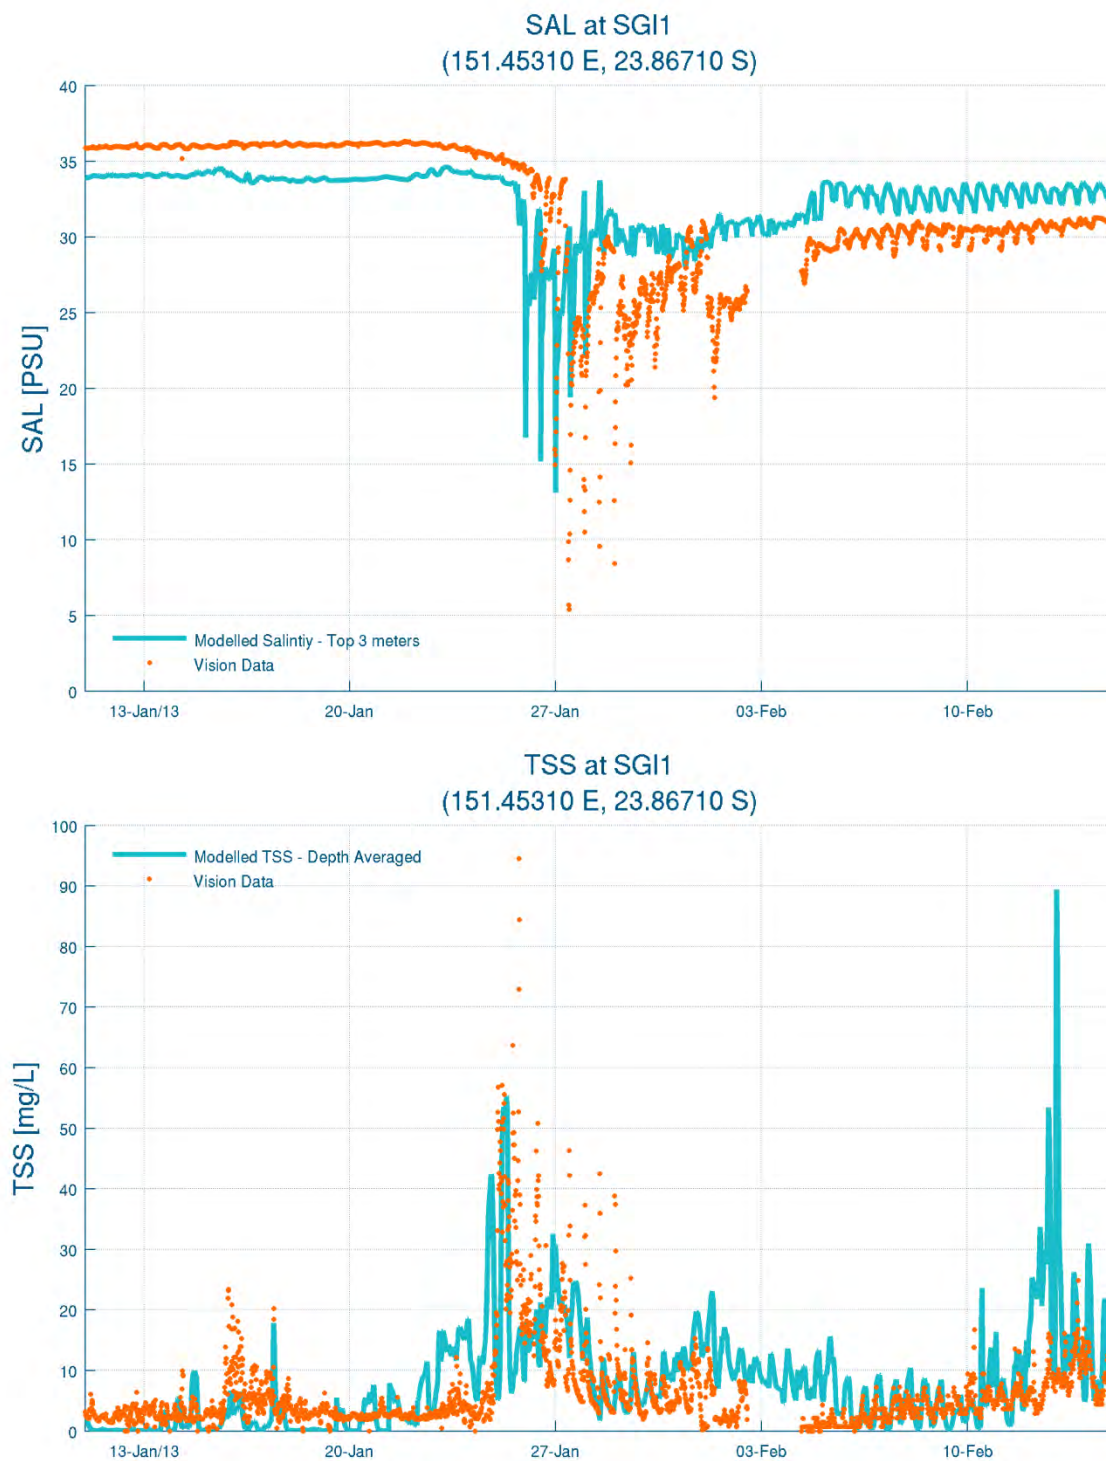 SAL at SGI1
(151.45310 E, 23.86710 S)
40
35
30
25
20
15
10
5
0
SAL [PSU]
Modelled Salintiy - Top 3 meters
Vision Data
13-Jan/13
20-Jan
27-Jan
03-Feb
10-Feb
TSS at SGI1
(151.45310 E, 23.86710 S)
100
90
80
70
60
50
40
30
20
10
0
TSS [mg/L]
Modelled TSS - Depth Averaged
Vision Data
13-Jan/13
20-Jan
27-Jan
03-Feb
10-Feb